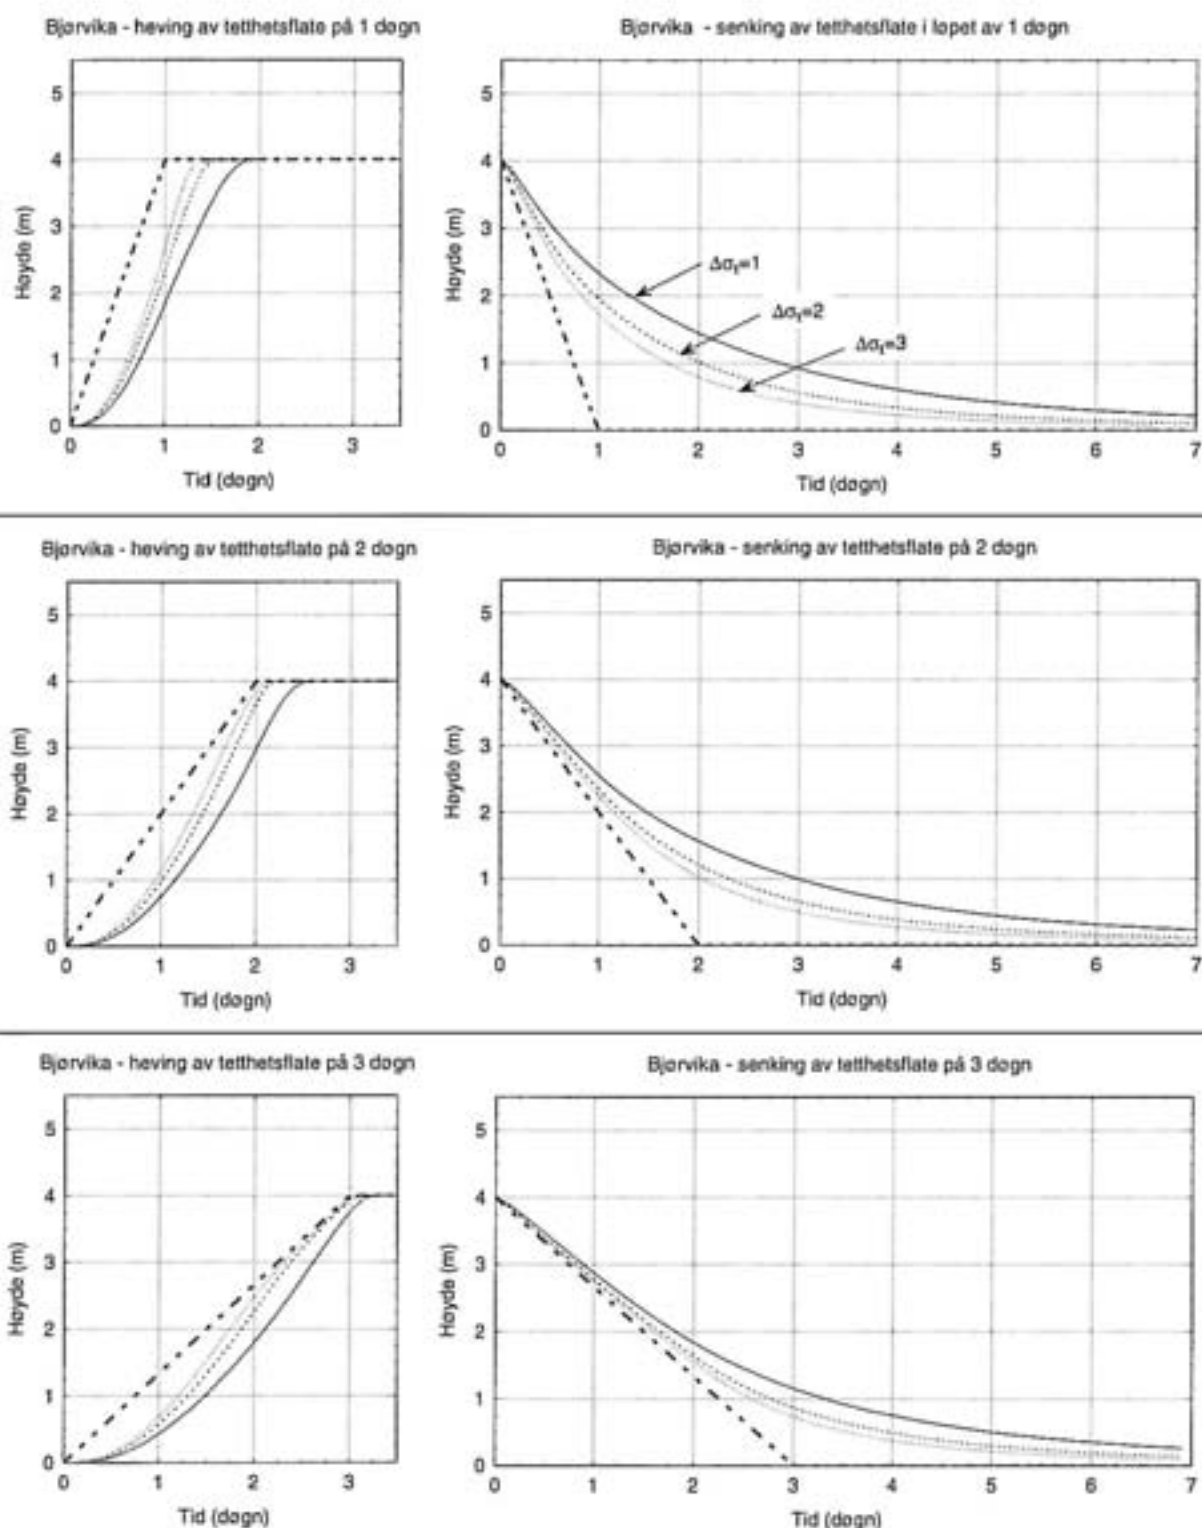 Bjørvika - heving av tetthetsflate på 1 døgn
Høyde (m)
5
4
3
2
1
0
0 1 2 3
Tid (døgn)
Bjørvika - senking av tetthetsflate i løpet av 1 døgn
Høyde (m)
5
4
3
2
1
0
Δσt=1
Δσt=2
Δσt=3
0 1 2 3 4 5 6 7
Tid (døgn)
Bjørvika - heving av tetthetsflate på 2 døgn
Høyde (m)
5
4
3
2
1
0
0 1 2 3
Tid (døgn)
Bjørvika - senking av tetthetsflate på 2 døgn
Høyde (m)
5
4
3
2
1
0
0 1 2 3 4 5 6 7
Tid (døgn)
Bjørvika - heving av tetthetsflate på 3 døgn
Høyde (m)
5
4
3
2
1
0
0 1 2 3
Tid (døgn)
Bjørvika - senking av tetthetsflate på 3 døgn
Høyde (m)
5
4
3
2
1
0
0 1 2 3 4 5 6 7
Tid (døgn)